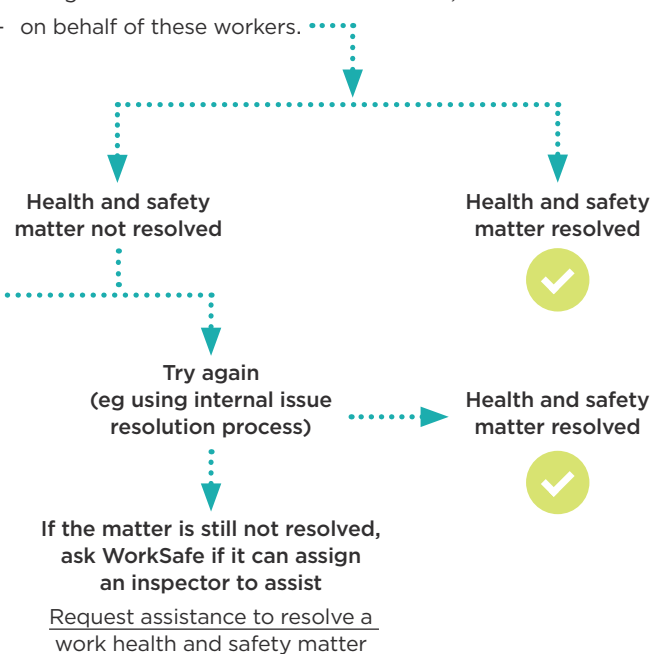 - on behalf of these workers.
Health and safety
matter not resolved
Health and safety
matter resolved
Try again
(eg using internal issue
resolution process)
Health and safety
matter resolved
If the matter is still not resolved,
ask WorkSafe if it can assign
an inspector to assist
Request assistance to resolve a
work health and safety matter